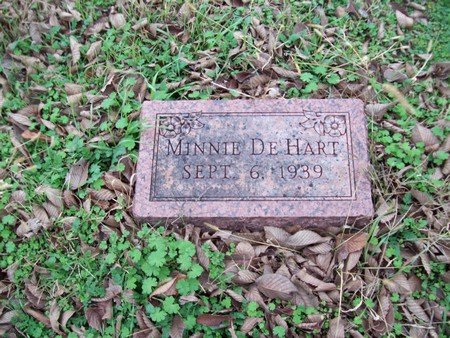 MINNIE DE HART
SEPT. 6, 1939